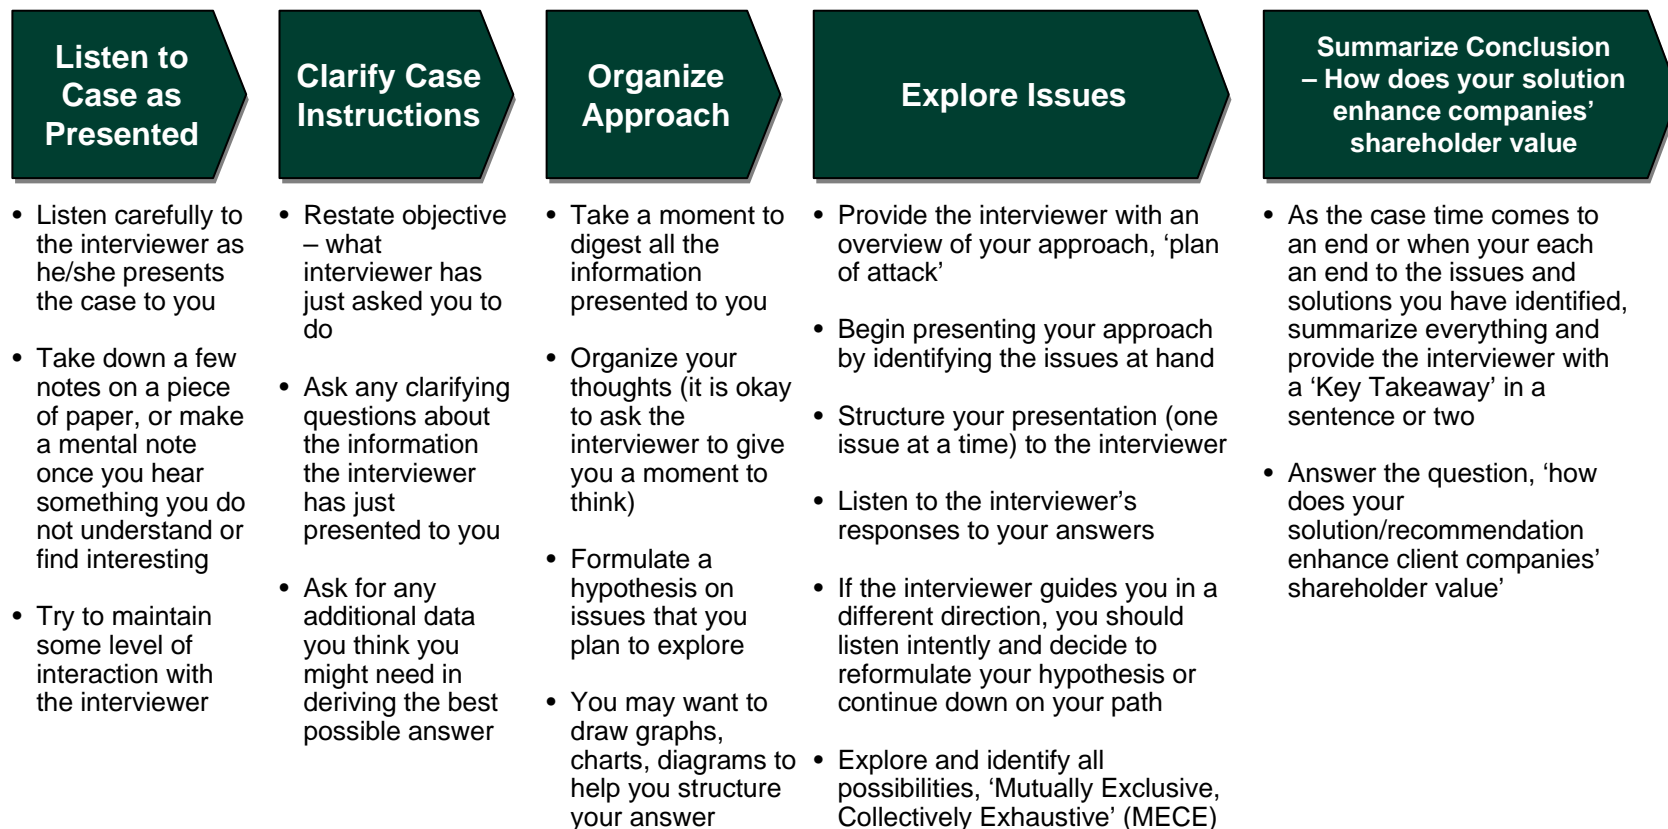 Listen to
Case as
Presented
Clarify Case
Instructions
Organize
Approach
Explore Issues
Summarize Conclusion
– How does your solution
enhance companies’
shareholder value
• Listen carefully to
the interviewer as
he/she presents
the case to you
• Take down a few
notes on a piece
of paper, or make
a mental note
once you hear
something you do
not understand or
find interesting
• Try to maintain
some level of
interaction with
the interviewer
• Restate objective
– what
interviewer has
just asked you to
do
• Ask any clarifying
questions about
the information
the interviewer
has just
presented to you
• Ask for any
additional data
you think you
might need in
deriving the best
possible answer
• Take a moment to
digest all the
information
presented to you
• Organize your
thoughts (it is okay
to ask the
interviewer to give
you a moment to
think)
• Formulate a
hypothesis on
issues that you
plan to explore
• You may want to
draw graphs,
charts, diagrams to
help you structure
your answer
• Provide the interviewer with an
overview of your approach, ‘plan
of attack’
• Begin presenting your approach
by identifying the issues at hand
• Structure your presentation (one
issue at a time) to the interviewer
• Listen to the interviewer’s
responses to your answers
• If the interviewer guides you in a
different direction, you should
listen intently and decide to
reformulate your hypothesis or
continue down on your path
• Explore and identify all
possibilities, ‘Mutually Exclusive,
Collectively Exhaustive’ (MECE)
• As the case time comes to
an end or when your each
an end to the issues and
solutions you have identified,
summarize everything and
provide the interviewer with
a ‘Key Takeaway’ in a
sentence or two
• Answer the question, ‘how
does your
solution/recommendation
enhance client companies’
shareholder value’